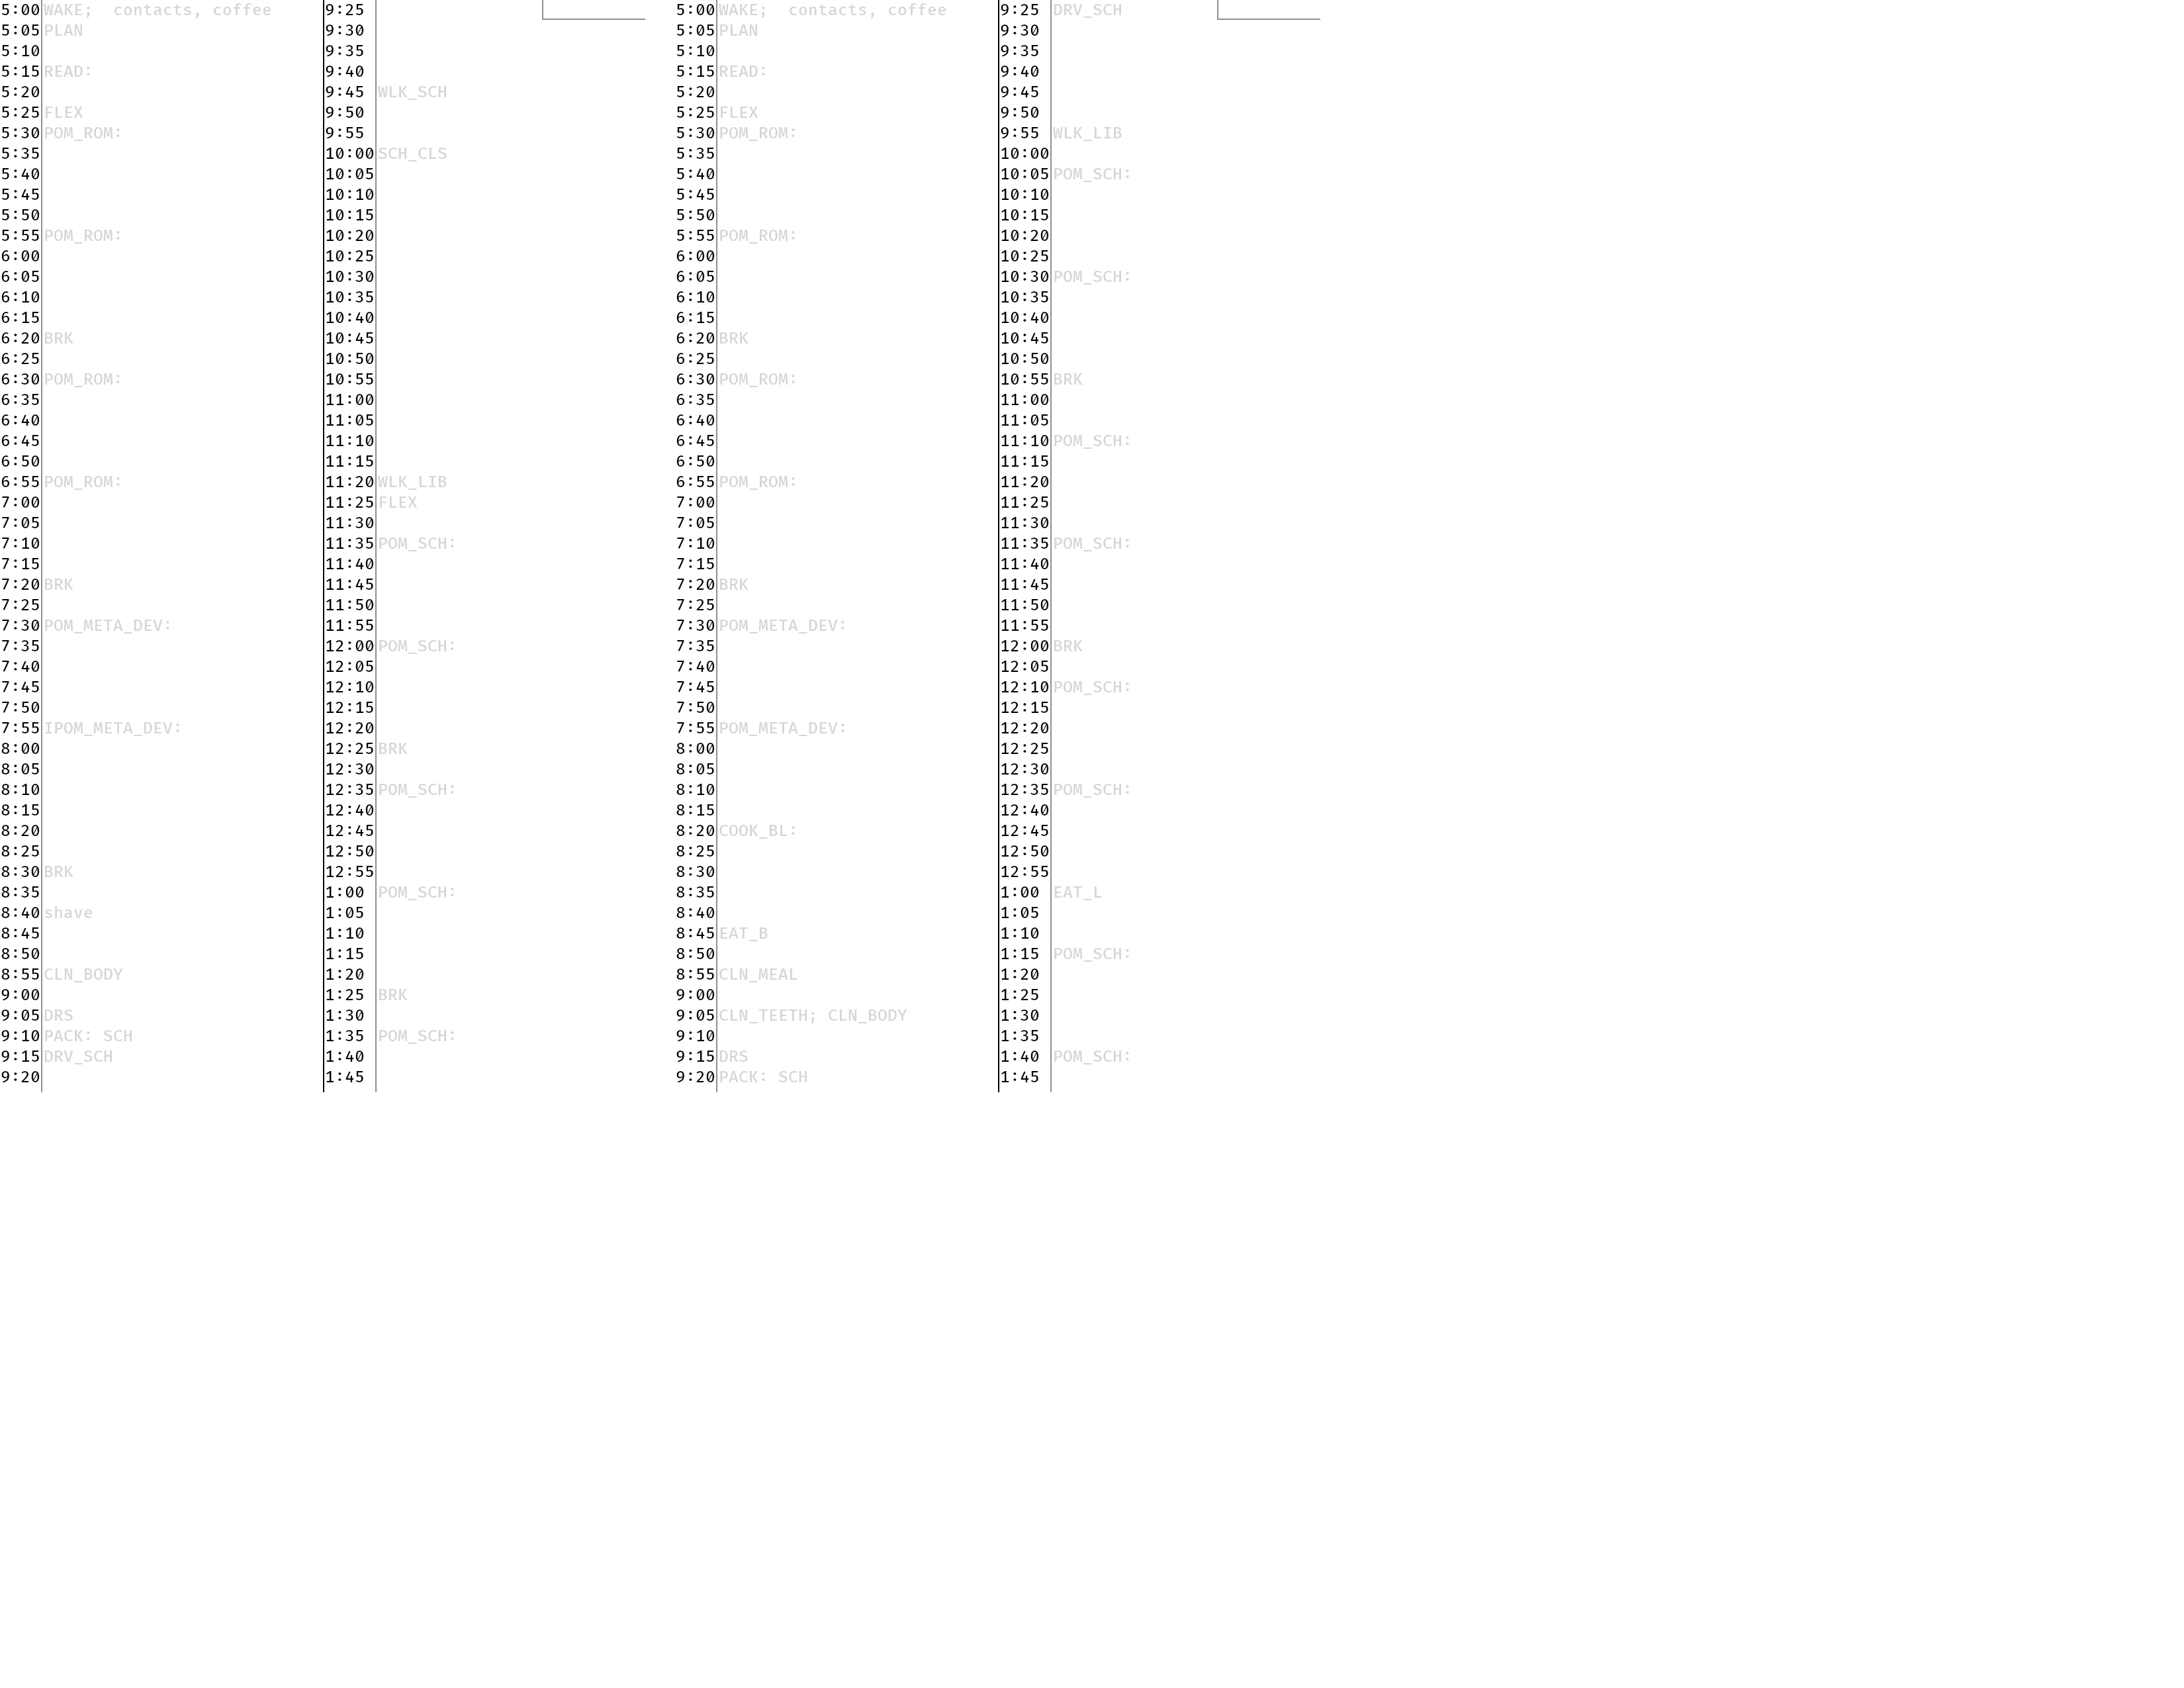 5:00 WAKE;  contacts, coffee
5:05 PLAN
5:10
5:15 READ:
5:20
5:25 FLEX
5:30 POM_ROM:
5:35
5:40
5:45
5:50
5:55 POM_ROM:
6:00
6:05
6:10
6:15
6:20 BRK
6:25
6:30 POM_ROM:
6:35
6:40
6:45
6:50
6:55 POM_ROM:
7:00
7:05
7:10
7:15
7:20 BRK
7:25
7:30 POM_META_DEV:
7:35
7:40
7:45
7:50
7:55 IPOM_META_DEV:
8:00
8:05
8:10
8:15
8:20
8:25
8:30 BRK
8:35
8:40 shave
8:45
8:50
8:55 CLN_BODY
9:00
9:05 DRS
9:10 PACK: SCH
9:15 DRV_SCH
9:20
9:25
9:30
9:35
9:40
9:45 WLK_SCH
9:50
9:55
10:00 SCH_CLS
10:05
10:10
10:15
10:20
10:25
10:30
10:35
10:40
10:45
10:50
10:55
11:00
11:05
11:10
11:15
11:20 WLK_LIB
11:25 FLEX
11:30
11:35 POM_SCH:
11:40
11:45
11:50
11:55
12:00 POM_SCH:
12:05
12:10
12:15
12:20
12:25 BRK
12:30
12:35 POM_SCH:
12:40
12:45
12:50
12:55
1:00 POM_SCH:
1:05
1:10
1:15
1:20
1:25 BRK
1:30
1:35 POM_SCH:
1:40
1:45
5:00 WAKE;  contacts, coffee
5:05 PLAN
5:10
5:15 READ:
5:20
5:25 FLEX
5:30 POM_ROM:
5:35
5:40
5:45
5:50
5:55 POM_ROM:
6:00
6:05
6:10
6:15
6:20 BRK
6:25
6:30 POM_ROM:
6:35
6:40
6:45
6:50
6:55 POM_ROM:
7:00
7:05
7:10
7:15
7:20 BRK
7:25
7:30 POM_META_DEV:
7:35
7:40
7:45
7:50
7:55 POM_META_DEV:
8:00
8:05
8:10
8:15
8:20 COOK_BL:
8:25
8:30
8:35
8:40
8:45 EAT_B
8:50
8:55 CLN_MEAL
9:00
9:05 CLN_TEETH; CLN_BODY
9:10
9:15 DRS
9:20 PACK: SCH
9:25 DRV_SCH
9:30
9:35
9:40
9:45
9:50
9:55 WLK_LIB
10:00
10:05 POM_SCH:
10:10
10:15
10:20
10:25
10:30 POM_SCH:
10:35
10:40
10:45
10:50
10:55 BRK
11:00
11:05
11:10 POM_SCH:
11:15
11:20
11:25
11:30
11:35 POM_SCH:
11:40
11:45
11:50
11:55
12:00 BRK
12:05
12:10 POM_SCH:
12:15
12:20
12:25
12:30
12:35 POM_SCH:
12:40
12:45
12:50
12:55
1:00 EAT_L
1:05
1:10
1:15 POM_SCH:
1:20
1:25
1:30
1:35
1:40 POM_SCH:
1:45